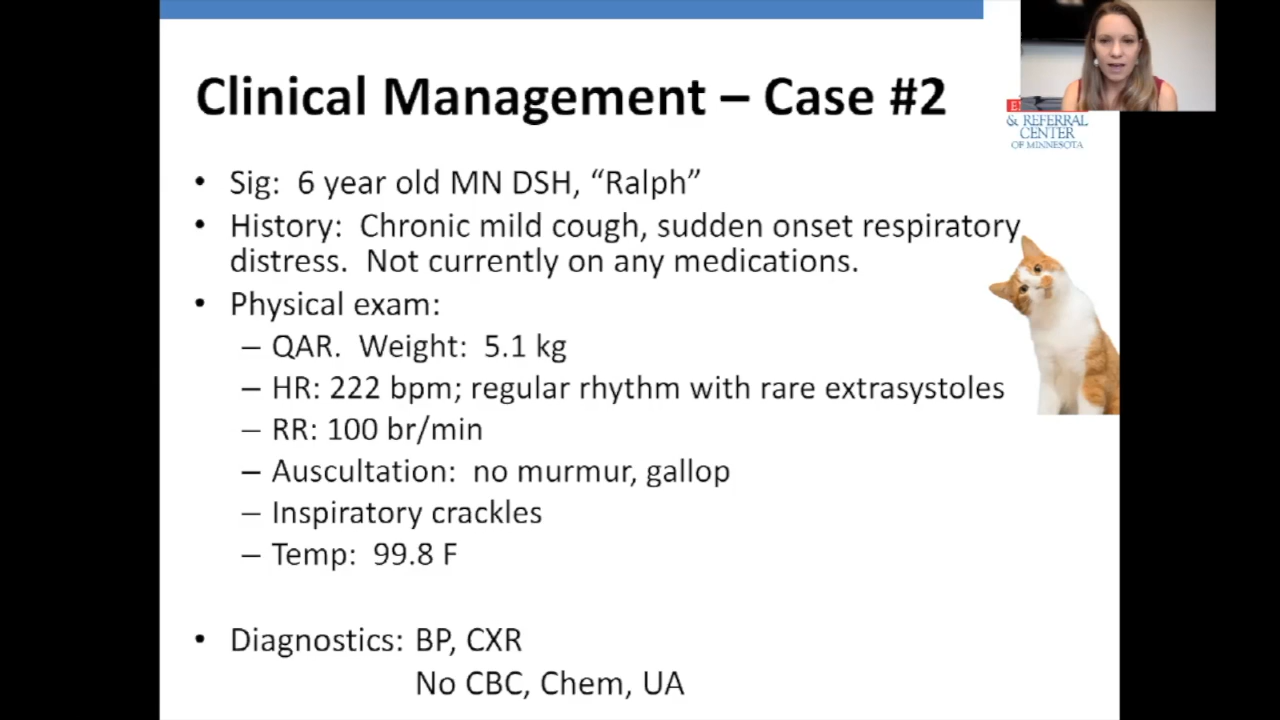 Clinical Management – Case #2
& REFERRAL
CENTER
OF MINNESOTA
• Sig: 6 year old MN DSH, “Ralph”
• History: Chronic mild cough, sudden onset respiratory
distress. Not currently on any medications.
• Physical exam:
– QAR. Weight: 5.1 kg
– HR: 222 bpm; regular rhythm with rare extrasystoles
– RR: 100 br/min
– Auscultation: no murmur, gallop
– Inspiratory crackles
– Temp: 99.8 F
• Diagnostics: BP, CXR
No CBC, Chem, UA